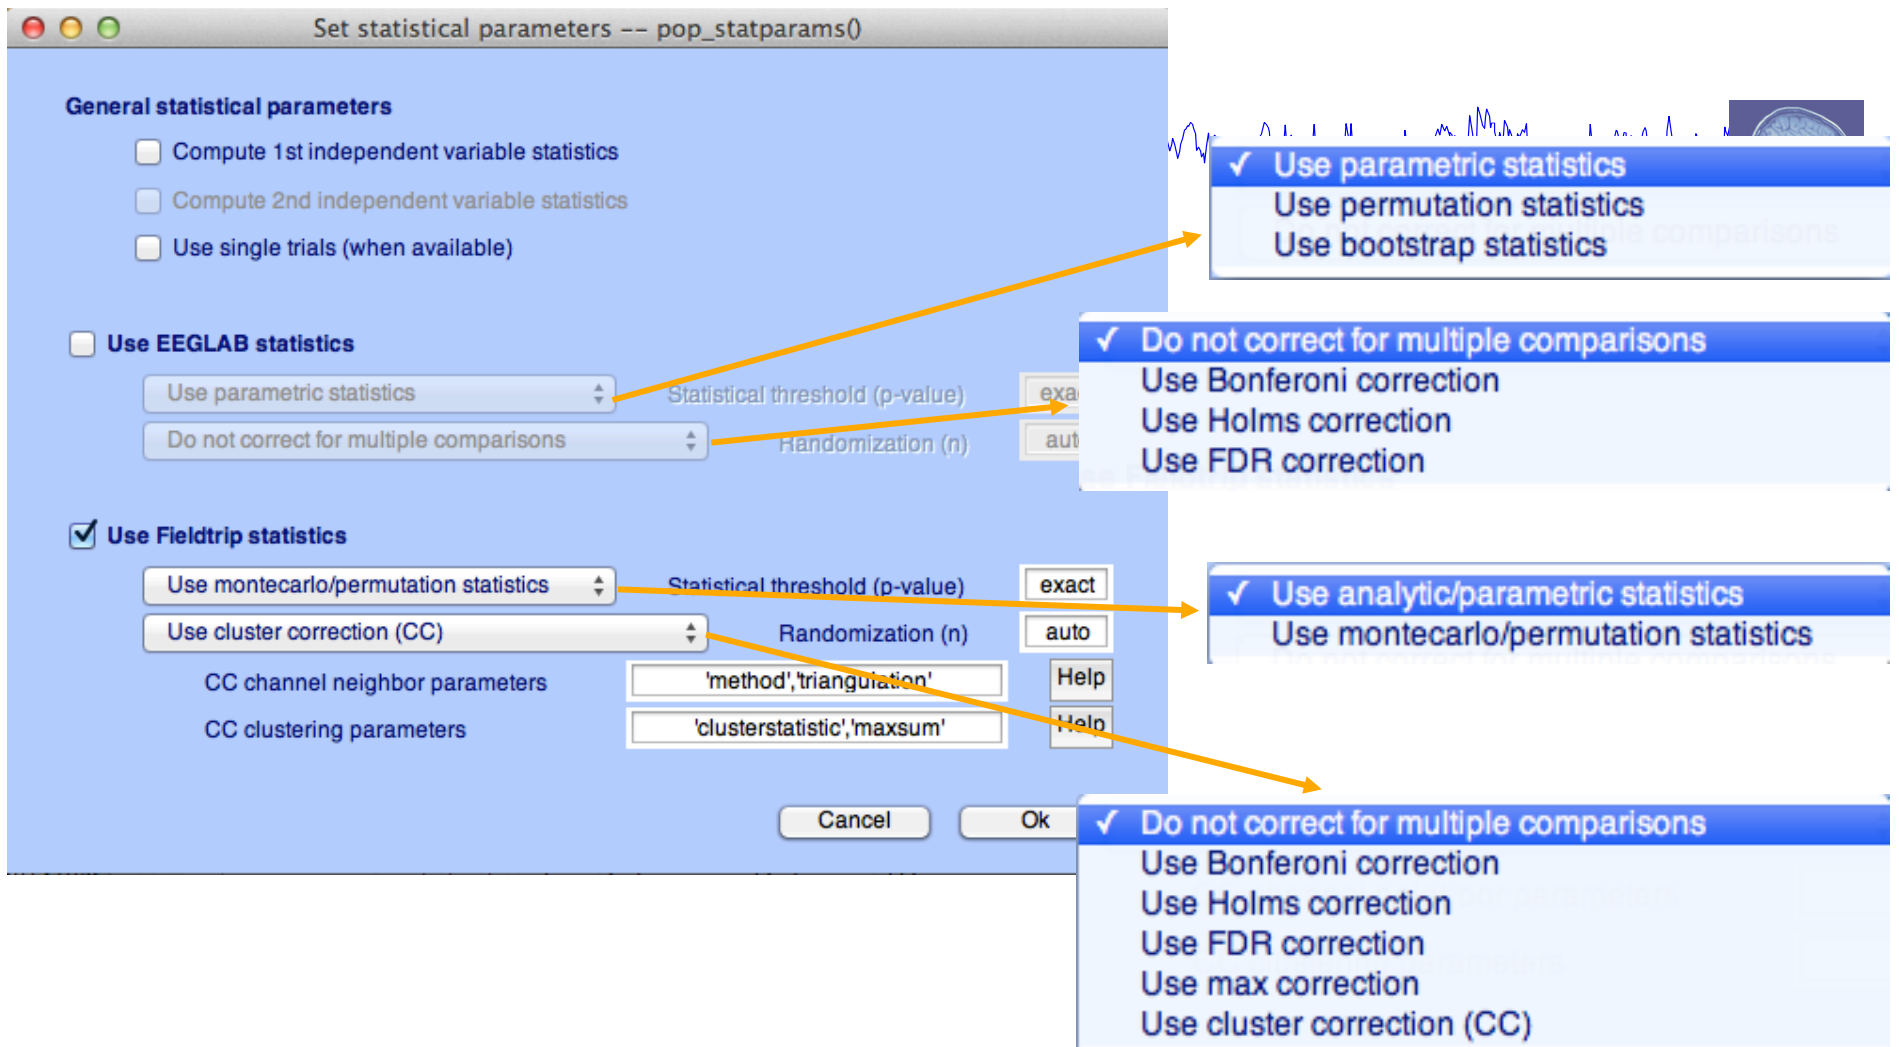 Set statistical parameters -- pop_statparams()
General statistical parameters
Compute 1st independent variable statistics
Compute 2nd independent variable statistics
Use single trials (when available)
Use EEGLAB statistics
Use parametric statistics
Statistical threshold (p-value)
Do not correct for multiple comparisons
Randomization (n)
Use Fieldtrip statistics
Use montecarlo/permutation statistics
Statistical threshold (p-value)
exact
Use cluster correction (CC)
Randomization (n)
auto
CC channel neighbor parameters
'method','triangulation'
Help
CC clustering parameters
'clusterstatistic','maxsum'
Help
Cancel
Ok
Use parametric statistics
Use permutation statistics
Use bootstrap statistics
Do not correct for multiple comparisons
Use Bonferoni correction
Use Holms correction
Use FDR correction
Use analytic/parametric statistics
Use montecarlo/permutation statistics
Do not correct for multiple comparisons
Use Bonferoni correction
Use Holms correction
Use FDR correction
Use max correction
Use cluster correction (CC)